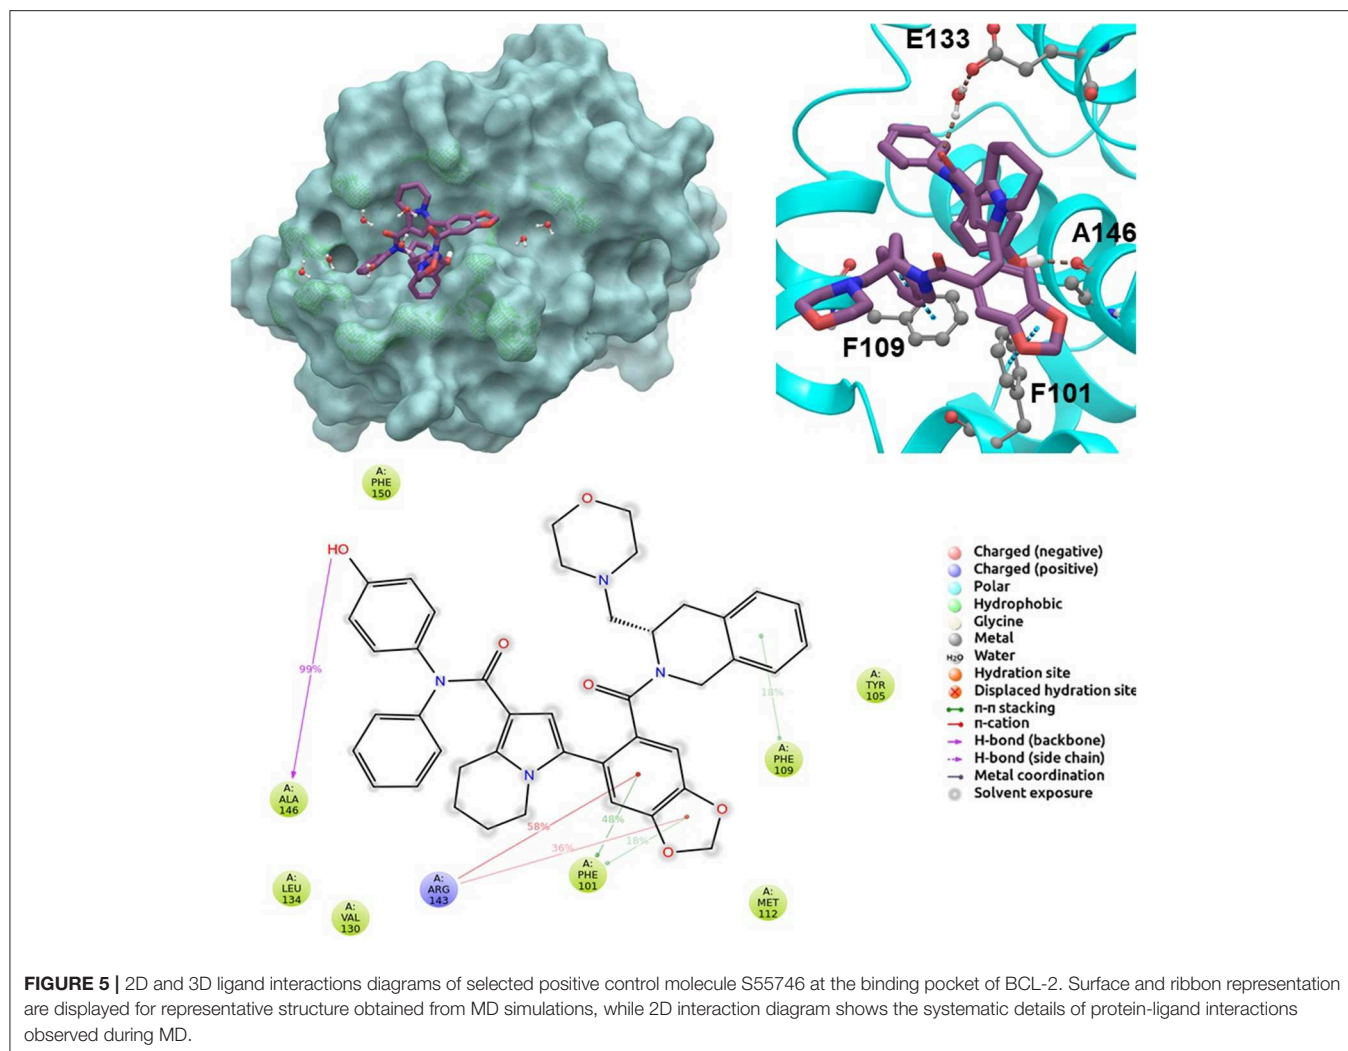 E133
A146
F109
F101
A:
PHE
150
HO
O
N
O
N
O
N
O
N
O
O
99%
18%
58%
48%
36%
18%
A:
TYR
105
A:
PHE
109
A:
ALA
146
A:
LEU
134
A:
VAL
130
A:
ARG
143
A:
PHE
101
A:
MET
112
Charged (negative)
Charged (positive)
Polar
Hydrophobic
Glycine
Metal
H₂O Water
Hydration site
Displaced hydration site
π-π stacking
π-cation
H-bond (backbone)
H-bond (side chain)
Metal coordination
Solvent exposure
FIGURE 5 | 2D and 3D ligand interactions diagrams of selected positive control molecule S55746 at the binding pocket of BCL-2. Surface and ribbon representation
are displayed for representative structure obtained from MD simulations, while 2D interaction diagram shows the systematic details of protein-ligand interactions
observed during MD.